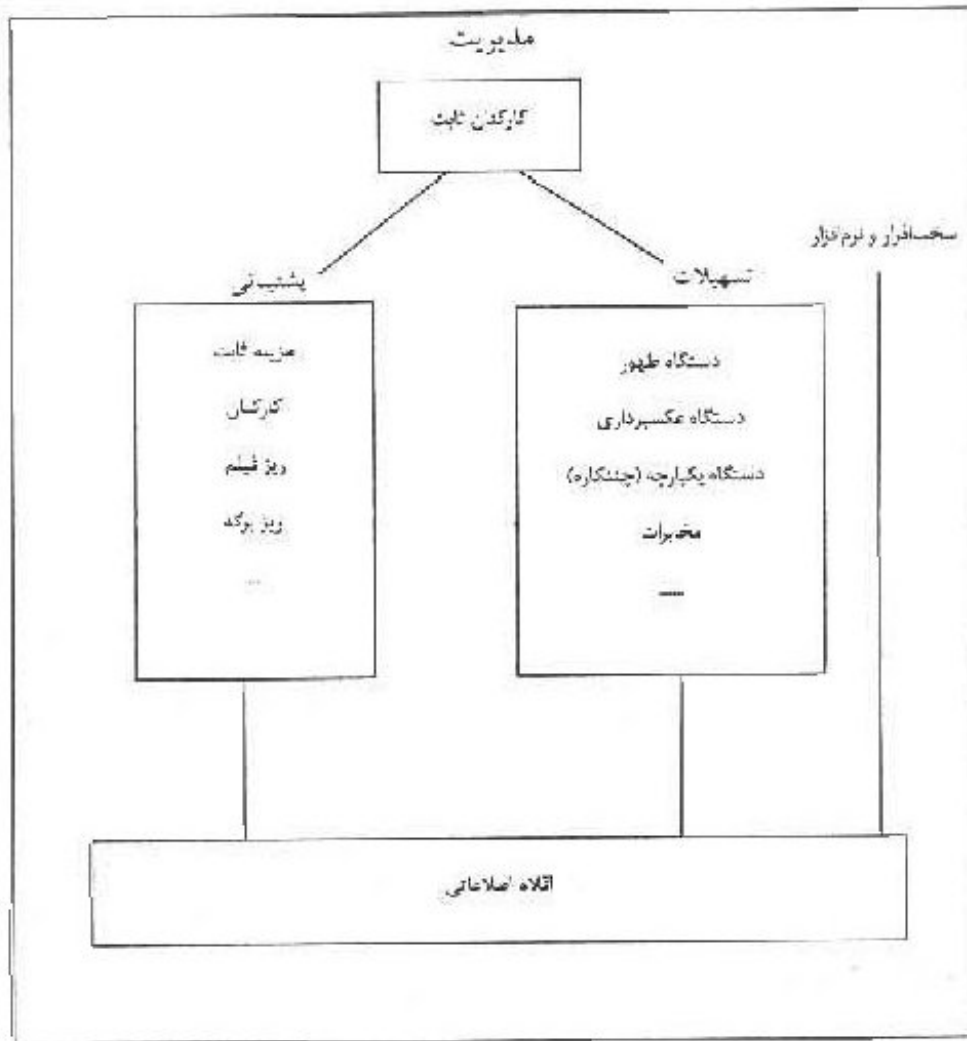 مدیریت
کارکنان ثابت
سخت‌افزار و نرم‌افزار
تسهیلات
دستگاه ظهور
دستگاه عکسبرداری
دستگاه یکپارچه (چندکاره)
مخابرات
پشتیبانی
هزینه ثابت
کارکنان
ریز فیلم
ریز برگه
...
اقلام اطلاعاتی